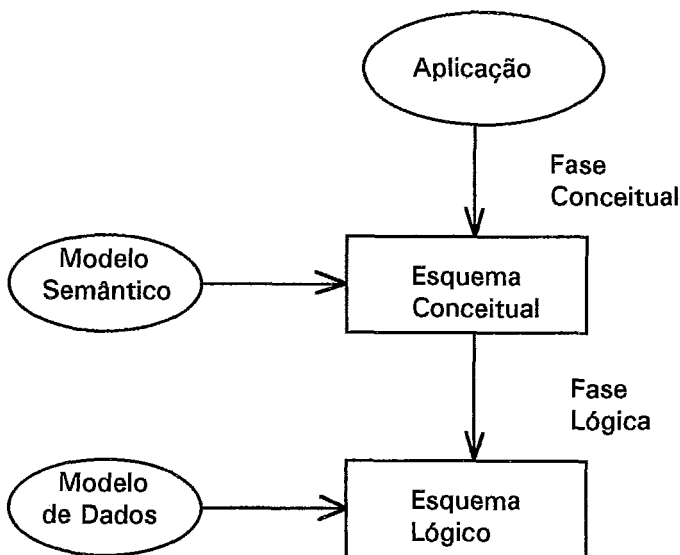 Aplicação
Fase
Conceitual
Modelo
Semântico
Esquema
Conceitual
Fase
Lógica
Modelo
de Dados
Esquema
Lógico